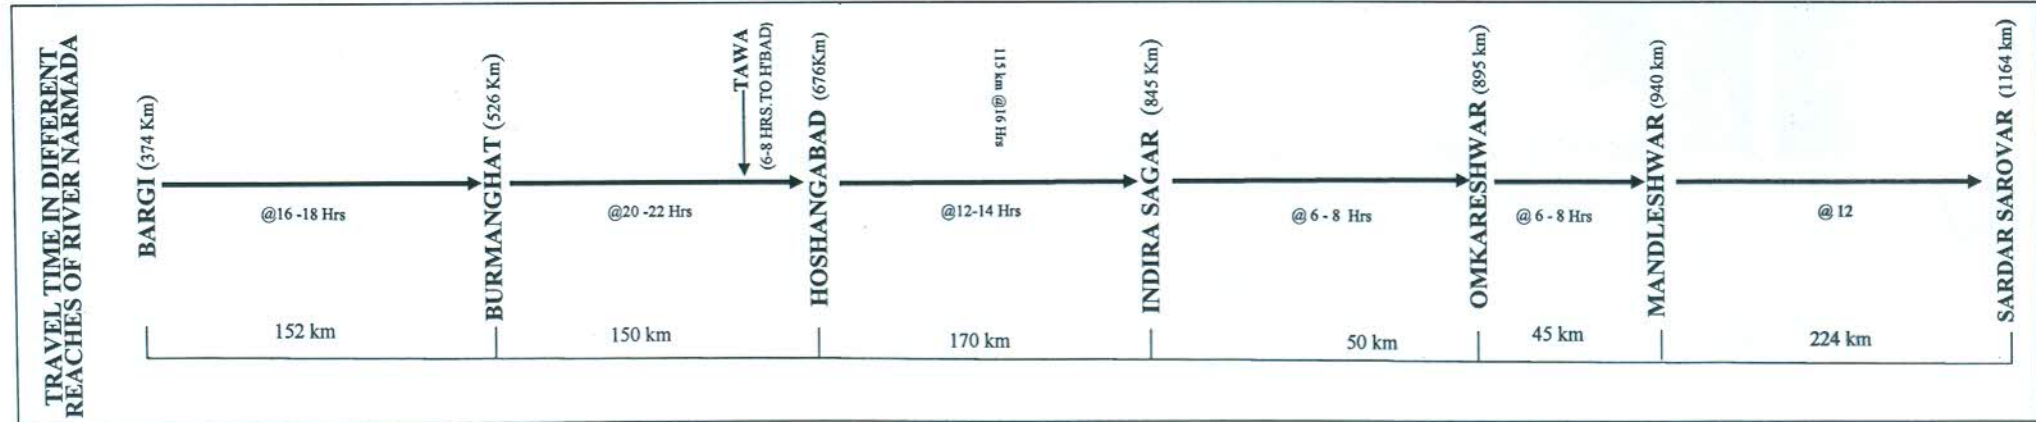 TRAVEL TIME IN DIFFERENT
REACHES OF RIVER NARMADA
BARGI (374 Km)
@16 -18 Hrs
152 km
BURMANGHAT (526 Km)
@20 -22 Hrs
150 km
TAWA
(6-8 HRS.TO H'BAD)
HOSHANGABAD (676Km)
115 km @16 Hrs
@12-14 Hrs
170 km
INDIRA SAGAR (845 Km)
@ 6 - 8 Hrs
50 km
OMKARESHWAR (895 km)
@ 6 - 8 Hrs
45 km
MANDLESHWAR (940 km)
@ 12
224 km
SARDAR SAROVAR (1164 km)